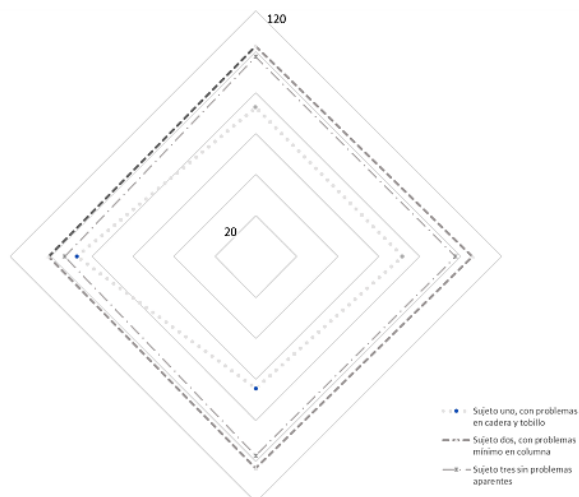 120
20
Sujeto uno, con problemas
en cadera y tobillo
Sujeto dos, con problemas
mínimo en columna
Sujeto tres sin problemas
aparentes